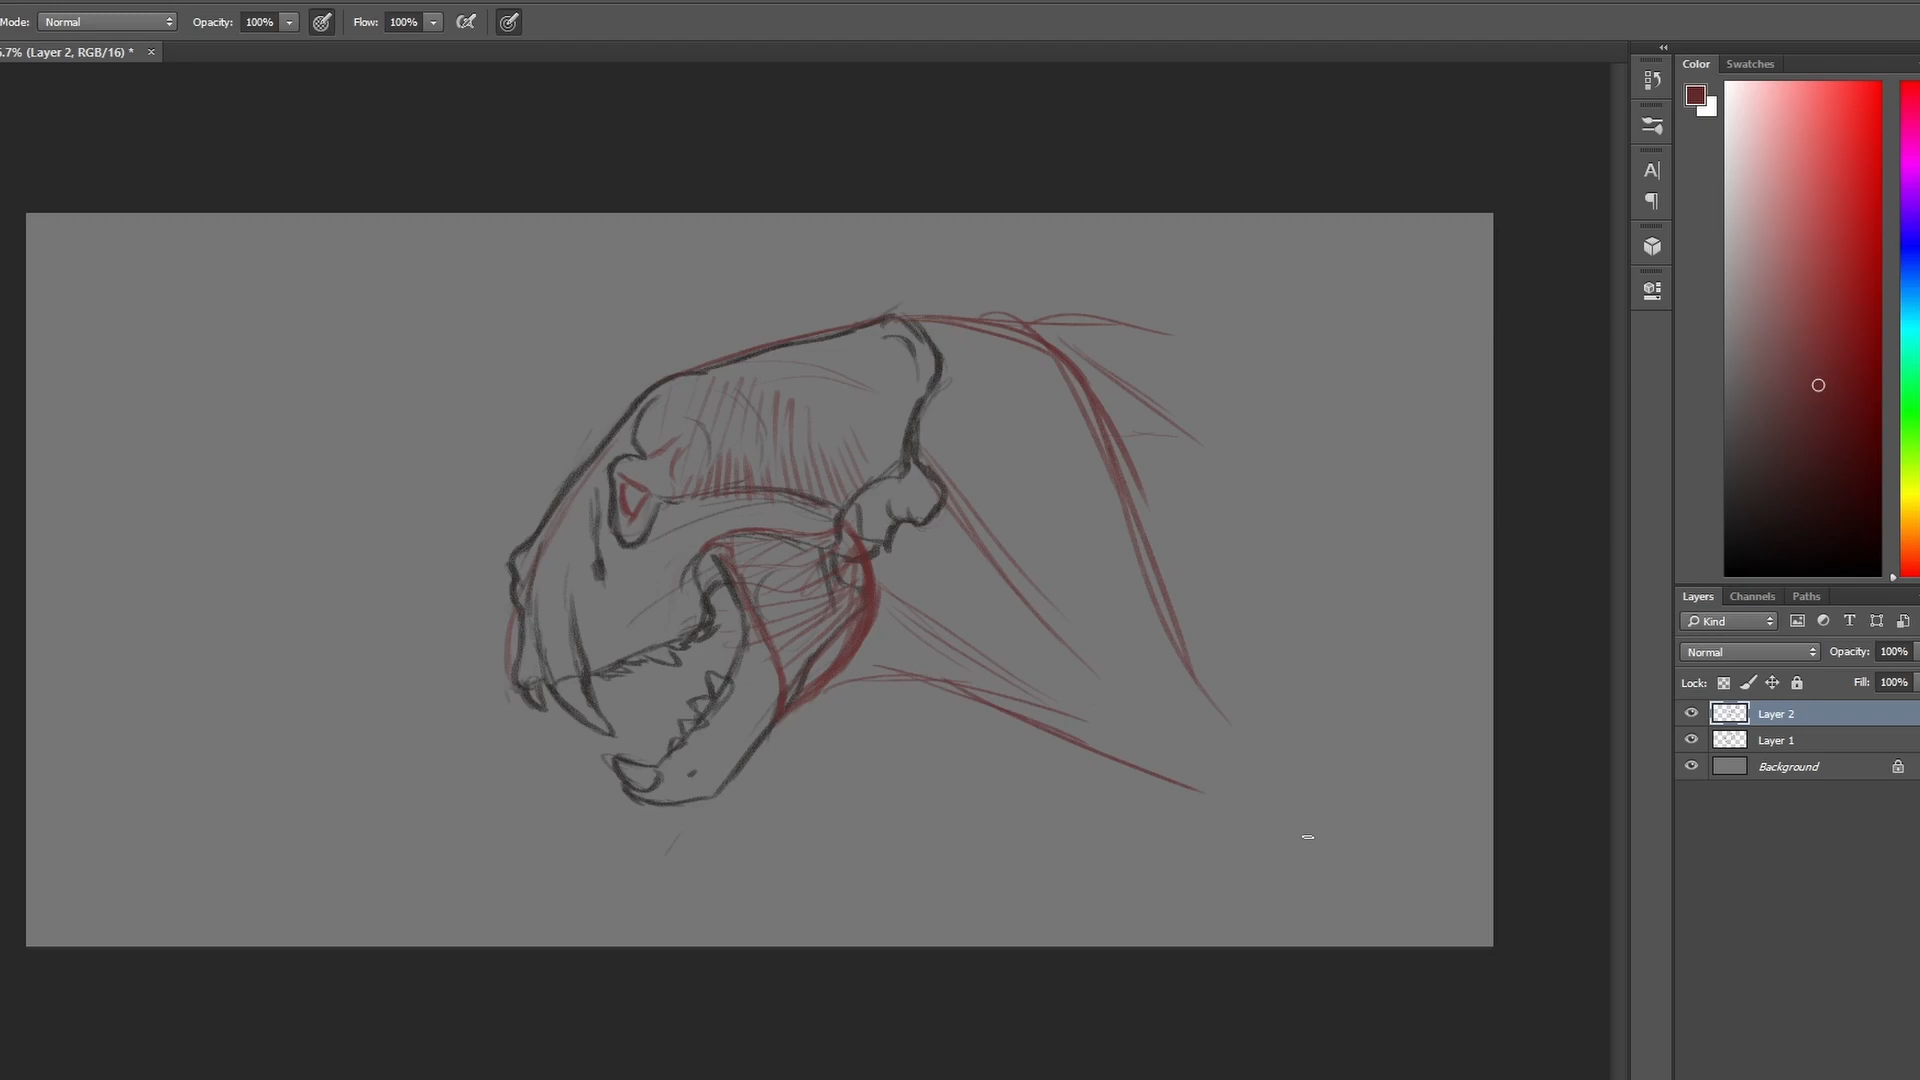 Mode: Normal Opacity: 100% Flow: 100%
5.7% (Layer 2, RGB/16) * ×
Color Swatches
A|
Layers Channels Paths
Kind T
Normal Opacity: 100%
Lock: Fill: 100%
Layer 2
Layer 1
Background